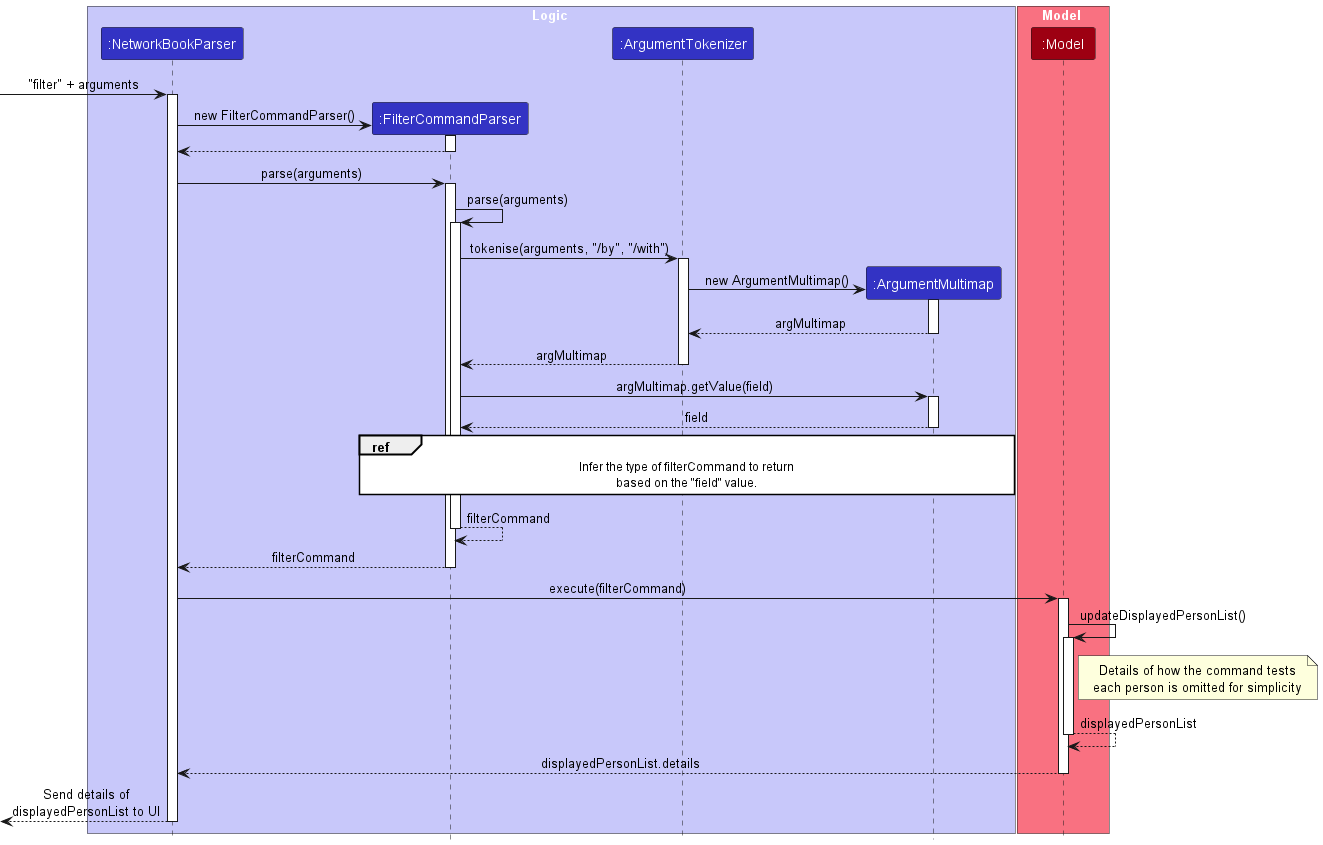 Logic
Model
:NetworkBookParser
:ArgumentTokenizer
:Model
"filter" + arguments
new FilterCommandParser()
:FilterCommandParser
parse(arguments)
parse(arguments)
tokenise(arguments, "/by", "/with")
new ArgumentMultimap()
:ArgumentMultimap
argMultimap
argMultimap
argMultimap.getValue(field)
field
ref
Infer the type of filterCommand to return
based on the "field" value.
filterCommand
filterCommand
execute(filterCommand)
updateDisplayedPersonList()
Details of how the command tests
each person is omitted for simplicity
displayedPersonList
displayedPersonList.details
Send details of
displayedPersonList to UI